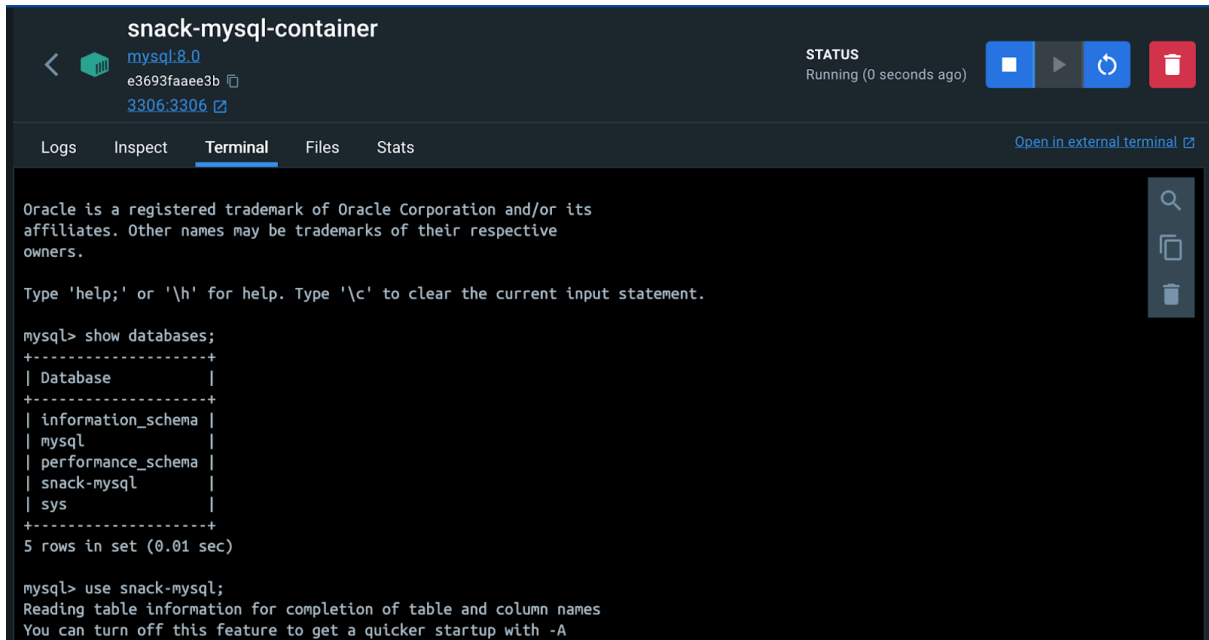 snack-mysql-container
mysql:8.0
e3693faaee3b
3306:3306
STATUS
Running (0 seconds ago)
Logs Inspect Terminal Files Stats
Open in external terminal
Oracle is a registered trademark of Oracle Corporation and/or its
affiliates. Other names may be trademarks of their respective
owners.
Type 'help;' or '\h' for help. Type '\c' to clear the current input statement.
mysql> show databases;
+--------------------+
| Database           |
+--------------------+
| information_schema |
| mysql              |
| performance_schema |
| snack-mysql        |
| sys                |
+--------------------+
5 rows in set (0.01 sec)
mysql> use snack-mysql;
Reading table information for completion of table and column names
You can turn off this feature to get a quicker startup with -A